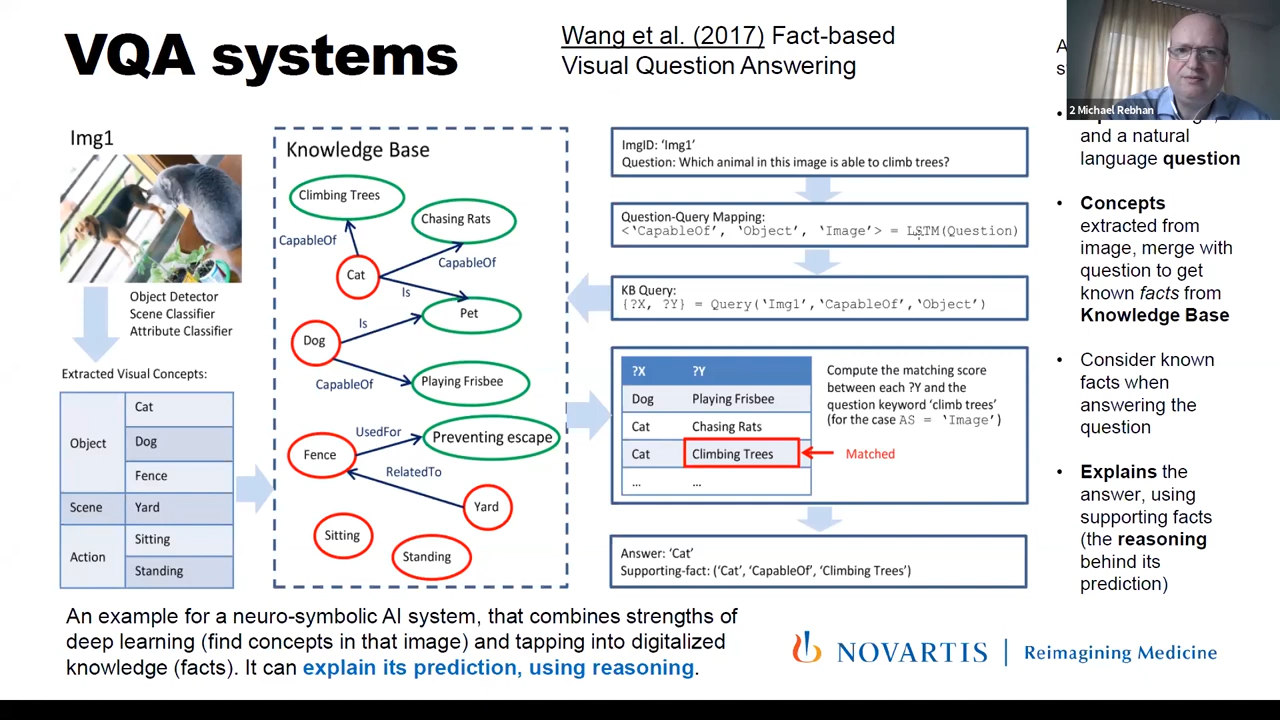 VQA systems
Wang et al. (2017) Fact-based
Visual Question Answering
2 Michael Rebhan
Img1
Object Detector
Scene Classifier
Attribute Classifier
Extracted Visual Concepts:
Object
Cat
Dog
Fence
Scene
Yard
Action
Sitting
Standing
Knowledge Base
Climbing Trees
Chasing Rats
CapableOf
CapableOf
Cat
Is
Pet
Is
Dog
CapableOf
Playing Frisbee
UsedFor
Preventing escape
Fence
RelatedTo
Yard
Sitting
Standing
ImgID: ‘Img1’
Question: Which animal in this image is able to climb trees?
Question-Query Mapping:
<‘CapableOf’, ‘Object’, ‘Image’> = LSTM(Question)
KB Query:
{?X, ?Y} = Query(‘Img1’,‘CapableOf’,‘Object’)
?X ?Y
Dog Playing Frisbee
Cat Chasing Rats
Cat Climbing Trees
... ...
Compute the matching score
between each ?Y and the
question keyword ‘climb trees’
(for the case AS = ‘Image’)
Matched
Answer: ‘Cat’
Supporting-fact: (‘Cat’, ‘CapableOf’, ‘Climbing Trees’)
and a natural
language question
• Concepts
extracted from
image, merge with
question to get
known facts from
Knowledge Base
• Consider known
facts when
answering the
question
• Explains the
answer, using
supporting facts
(the reasoning
behind its
prediction)
An example for a neuro-symbolic AI system, that combines strengths of
deep learning (find concepts in that image) and tapping into digitalized
knowledge (facts). It can explain its prediction, using reasoning.
NOVARTIS | Reimagining Medicine